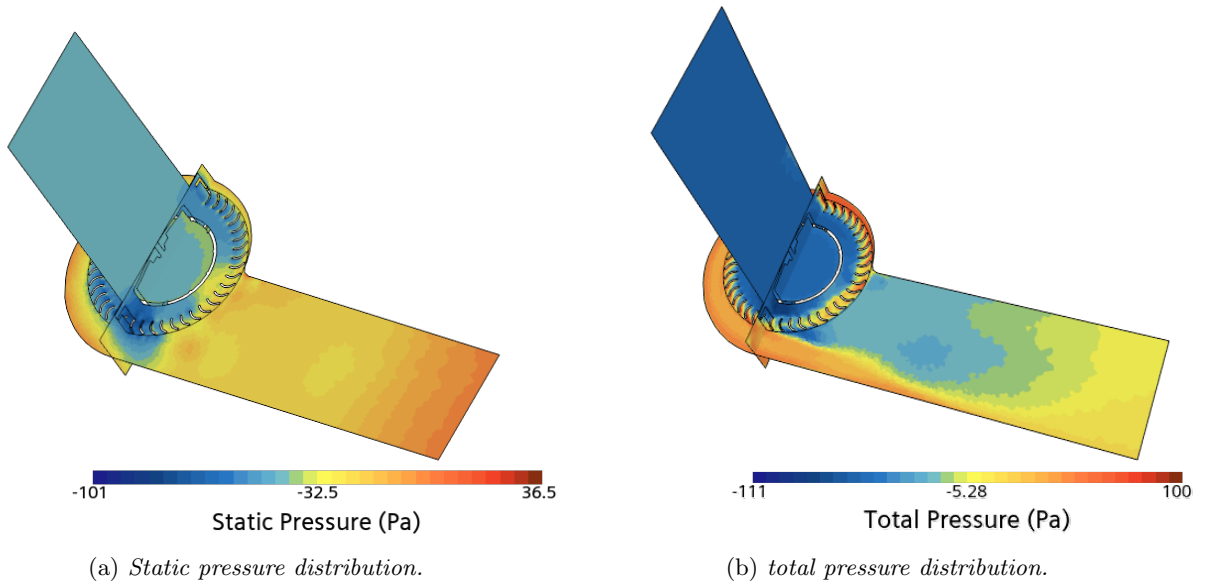 -101 -32.5 36.5
Static Pressure (Pa)
-111 -5.28 100
Total Pressure (Pa)
(a) Static pressure distribution.
(b) total pressure distribution.